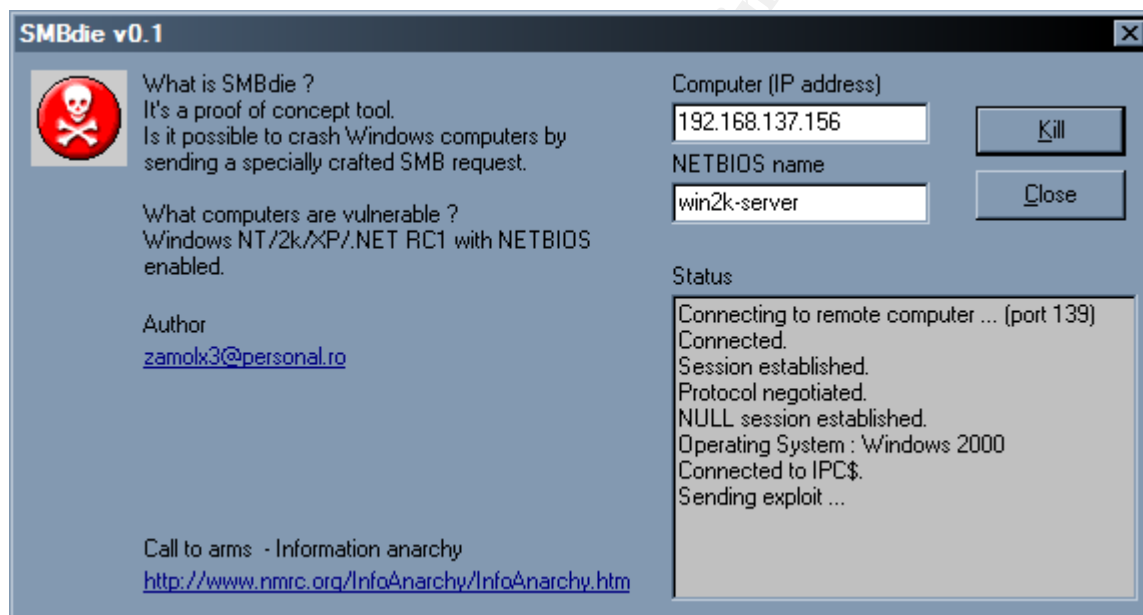 SMBdie v0.1
What is SMBdie ?
It's a proof of concept tool.
Is it possible to crash Windows computers by
sending a specially crafted SMB request.
What computers are vulnerable ?
Windows NT/2k/XP/.NET RC1 with NETBIOS
enabled.
Author
zamolx3@personal.ro
Call to arms - Information anarchy
http://www.nmrc.org/InfoAnarchy/InfoAnarchy.htm
Computer (IP address)
192.168.137.156
Kill
NETBIOS name
win2k-server
Close
Status
Connecting to remote computer ... (port 139)
Connected.
Session established.
Protocol negotiated.
NULL session established.
Operating System : Windows 2000
Connected to IPC$.
Sending exploit ...